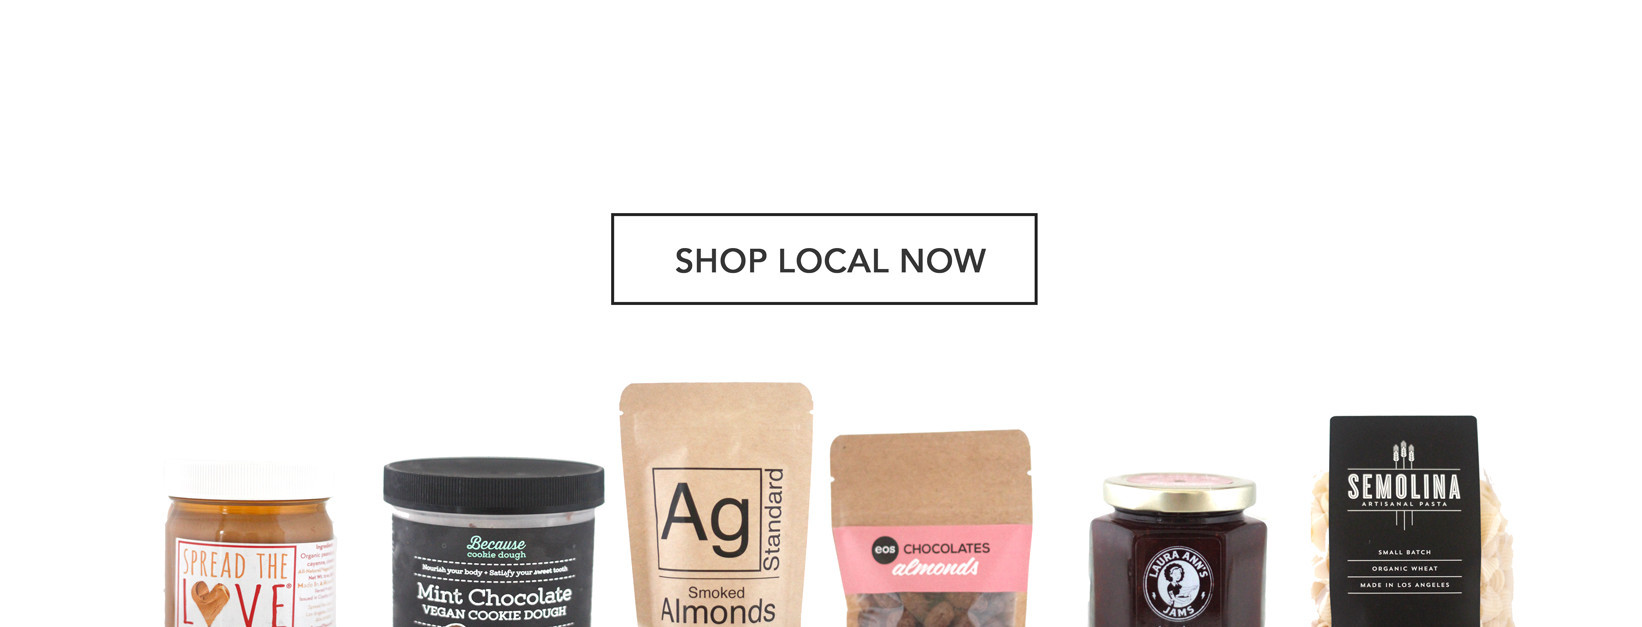 SHOP LOCAL NOW
SPREAD THE
LOVE
Organic
Because
cookie dough
Nourish your body + Satisfy your sweet tooth
Mint Chocolate
VEGAN COOKIE DOUGH
Ag
Standard
Smoked
Almonds
eos CHOCOLATES
almonds
LAURA ANN'S
JAMS
SEMOLINA
ARTISANAL PASTA
SMALL BATCH
ORGANIC WHEAT
MADE IN LOS ANGELES